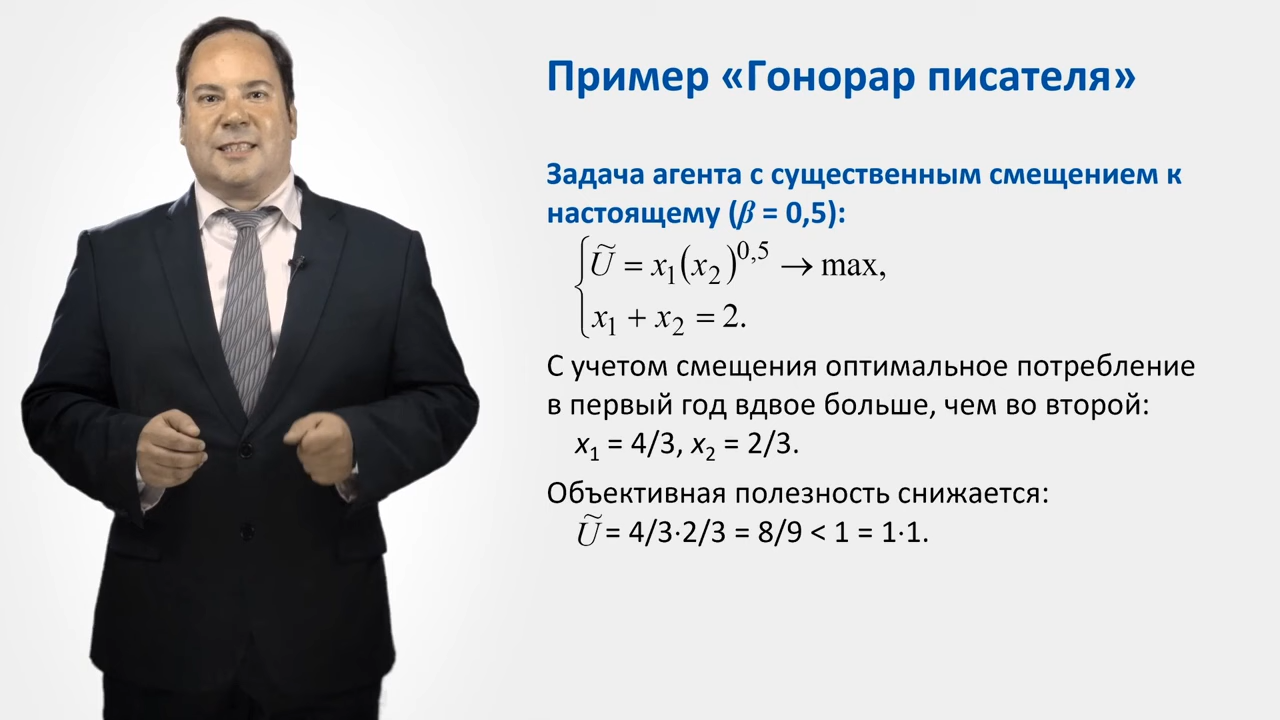 Пример «Гонорар писателя»
Задача агента с существенным смещением к
настоящему (β = 0,5):
Ũ = x₁(x₂)^0,5 → max,
x₁ + x₂ = 2.
С учетом смещения оптимальное потребление
в первый год вдвое больше, чем во второй:
x₁ = 4/3, x₂ = 2/3.
Объективная полезность снижается:
Ũ = 4/3·2/3 = 8/9 < 1 = 1·1.